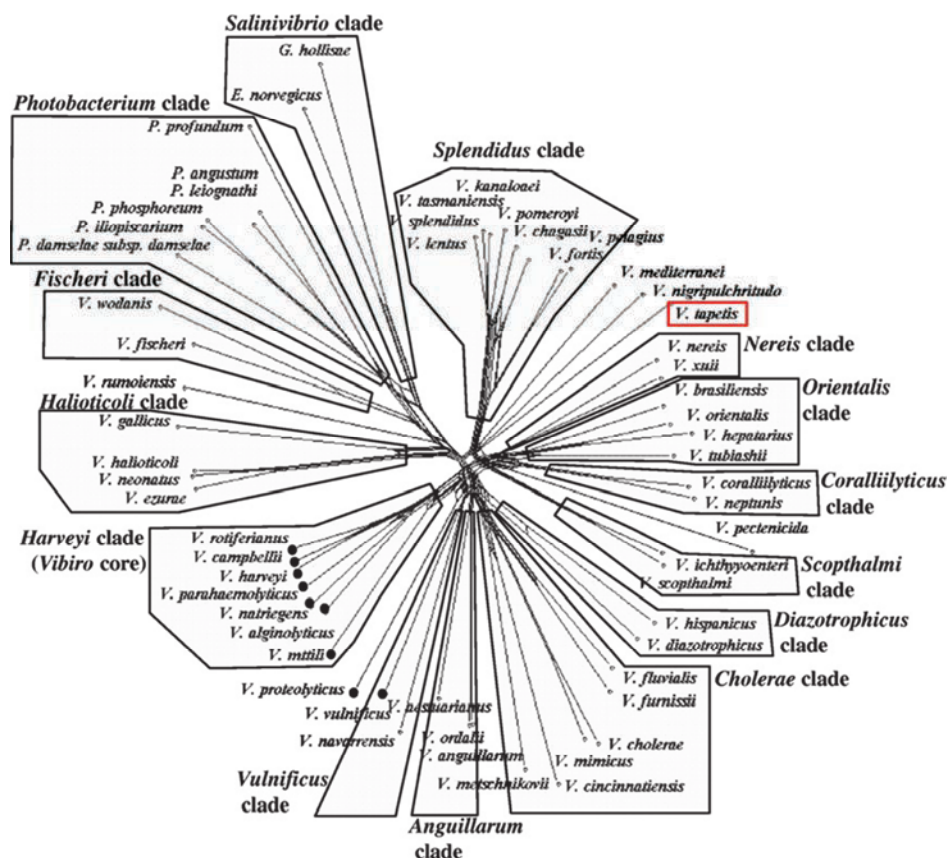 Salinivibrio clade
G. hollisae
E. norvegicus
Photobacterium clade
P. profundum
P. angustum
P. leiognathi
P. phosphoreum
P. iliopiscarium
P. damselae subsp. damselae
Splendidus clade
V. kanaloaei
V. tasmaniensis
V splendidus
V. pomeroyi
V. lentus
V. chagasii
V. pelagius
V. fortis
V. mediterranei
V. nigripulchritudo
V. tapetis
Fischeri clade
V. wodanis
V. fischeri
V. rumoiensis
Nereis clade
V. nereis
V. xuii
Orientalis
clade
V. brasiliensis
V. orientalis
V. hepatarius
V. tubiashii
Halioticoli clade
V. gallicus
V. halioticoli
V. neonatus
V. ezurae
Coralliilyticus
clade
V. coralliilyticus
V. neptunis
V. pectenicida
Scopthalmi
clade
V. ichthyoenteri
V. scopthalmi
Harveyi clade
(Vibiro core)
V. rotiferianus
V. campbellii
V. harveyi
V. parahaemolyticus
V. natriegens
V. alginolyticus
V. mttili
Diazotrophicus
clade
V. hispanicus
V. diazotrophicus
Cholerae clade
V. fluvialis
V. furnissii
V. cholerae
V. mimicus
V. cincinnatiensis
V. metschnikovii
V. proteolyticus
V. vulnificus
V. aestuarianus
V. navarrensis
V. ordalii
V. anguillarum
Vulnificus
clade
Anguillarum
clade